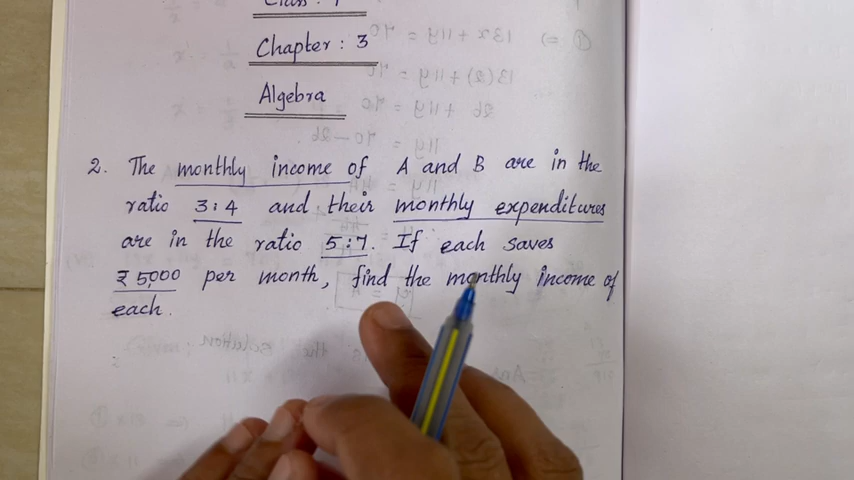 Chapter : 3
Algebra
2. The monthly income of A and B are in the
ratio 3:4 and their monthly expenditures
are in the ratio 5:7. If each saves
₹ 5,000 per month, find the monthly income of
each.